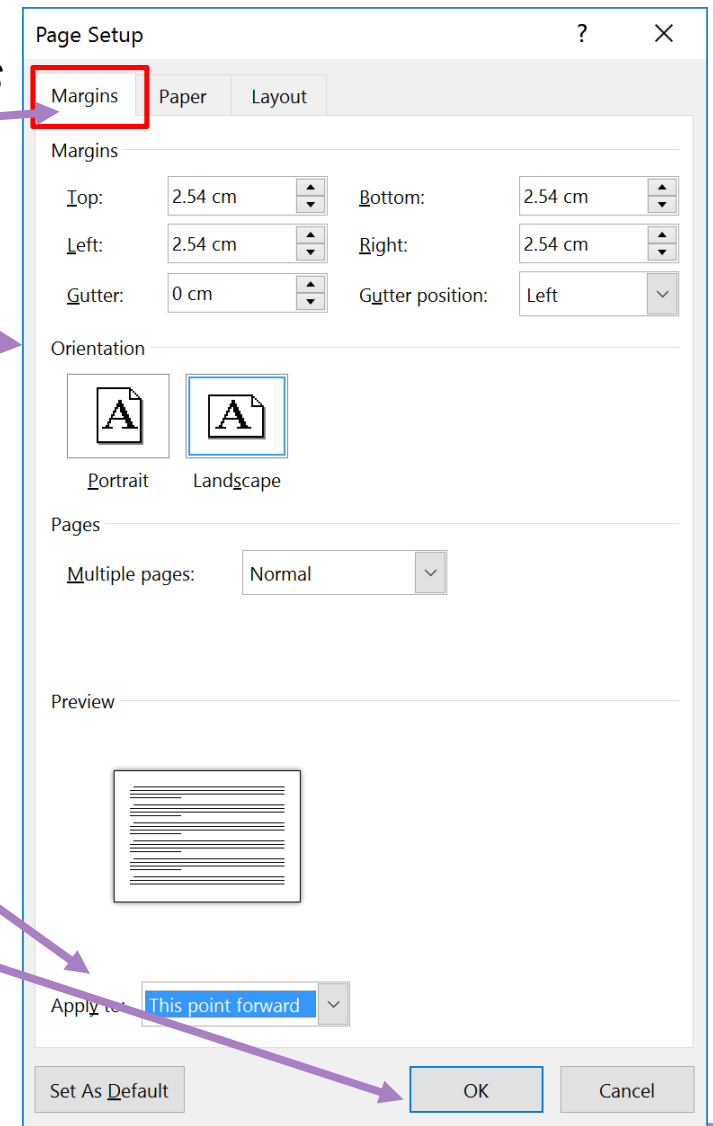 Page Setup ? X
s
Margins Paper Layout
Margins
Top: 2.54 cm Bottom: 2.54 cm
Left: 2.54 cm Right: 2.54 cm
Gutter: 0 cm Gutter position: Left
Orientation
A A
Portrait Landscape
Pages
Multiple pages: Normal
Preview
Apply to: This point forward
Set As Default OK Cancel